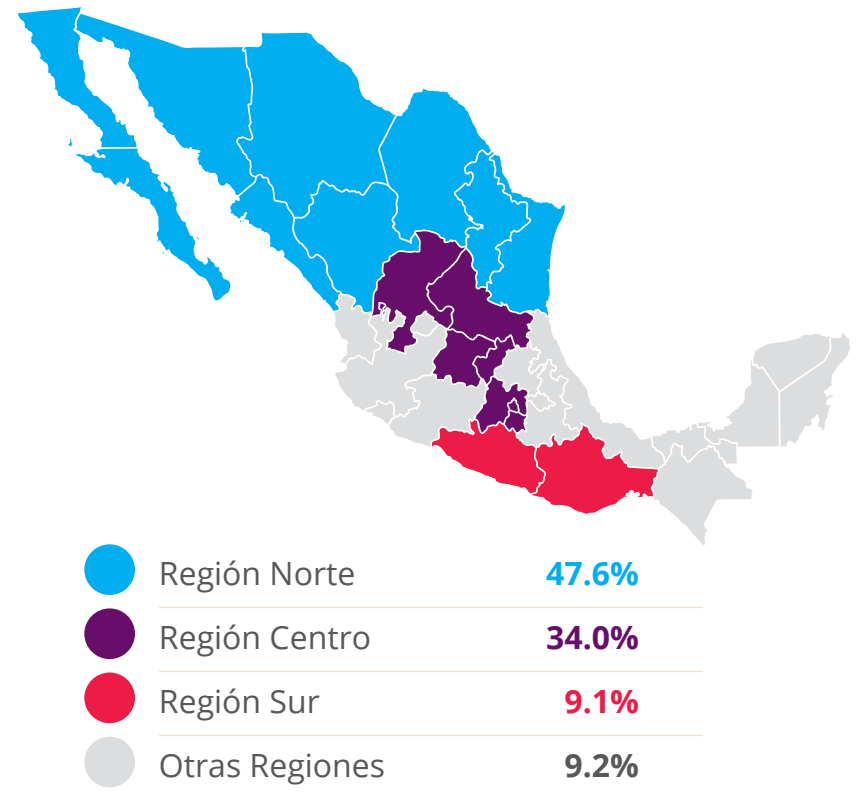 Región Norte 47.6%
Región Centro 34.0%
Región Sur 9.1%
Otras Regiones 9.2%